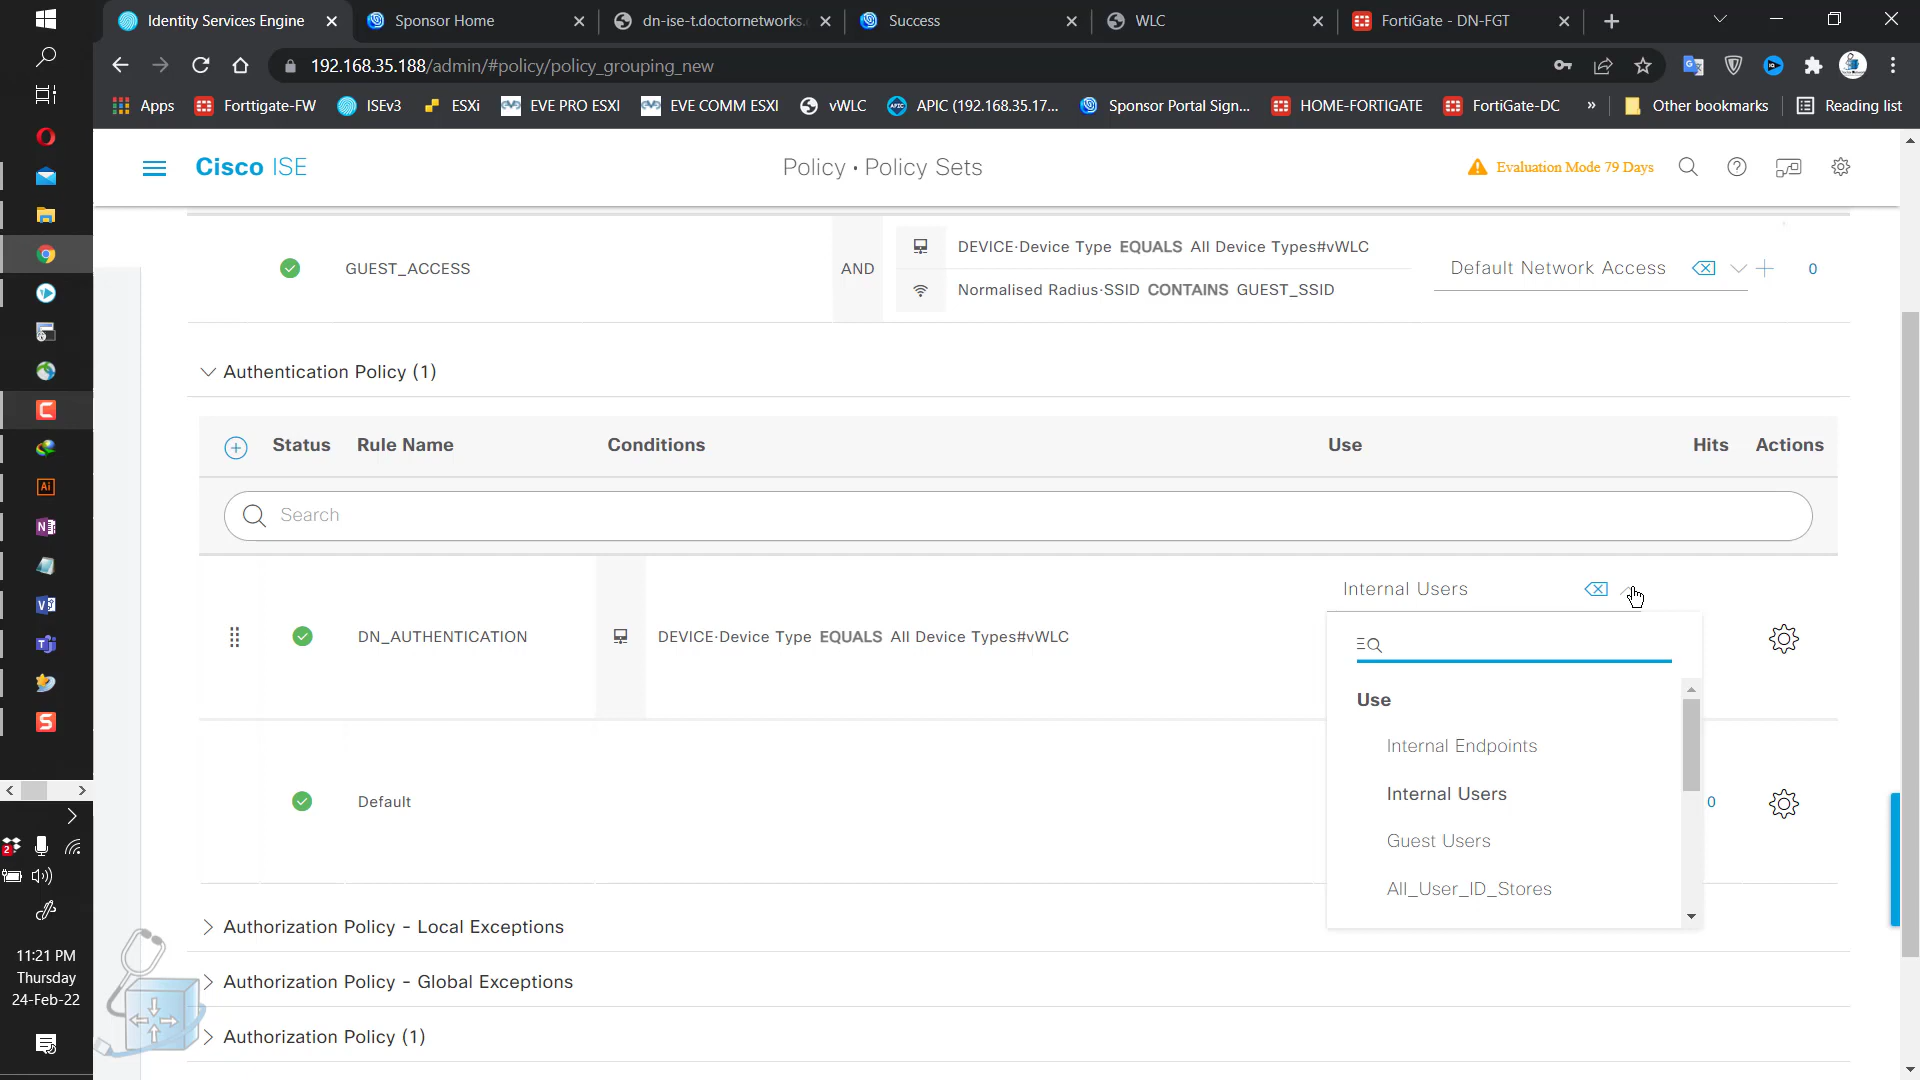 Identity Services Engine
Sponsor Home
dn-ise-t.doctornetworks.
Success
WLC
FortiGate - DN-FGT
192.168.35.188/admin/#policy/policy_grouping_new
Apps
Forttigate-FW
ISEv3
ESXi
EVE PRO ESXI
EVE COMM ESXI
vWLC
APIC (192.168.35.17...
Sponsor Portal Sign...
HOME-FORTIGATE
FortiGate-DC
»
Other bookmarks
Reading list
Cisco ISE
Policy · Policy Sets
Evaluation Mode 79 Days
GUEST_ACCESS
AND
DEVICE·Device Type EQUALS All Device Types#vWLC
Normalised Radius·SSID CONTAINS GUEST_SSID
Default Network Access
0
Authentication Policy (1)
Status Rule Name Conditions Use Hits Actions
Search
DN_AUTHENTICATION
DEVICE·Device Type EQUALS All Device Types#vWLC
Internal Users
Use
Internal Endpoints
Internal Users
Guest Users
All_User_ID_Stores
Default
0
Authorization Policy - Local Exceptions
Authorization Policy - Global Exceptions
Authorization Policy (1)
11:21 PM
Thursday
24-Feb-22